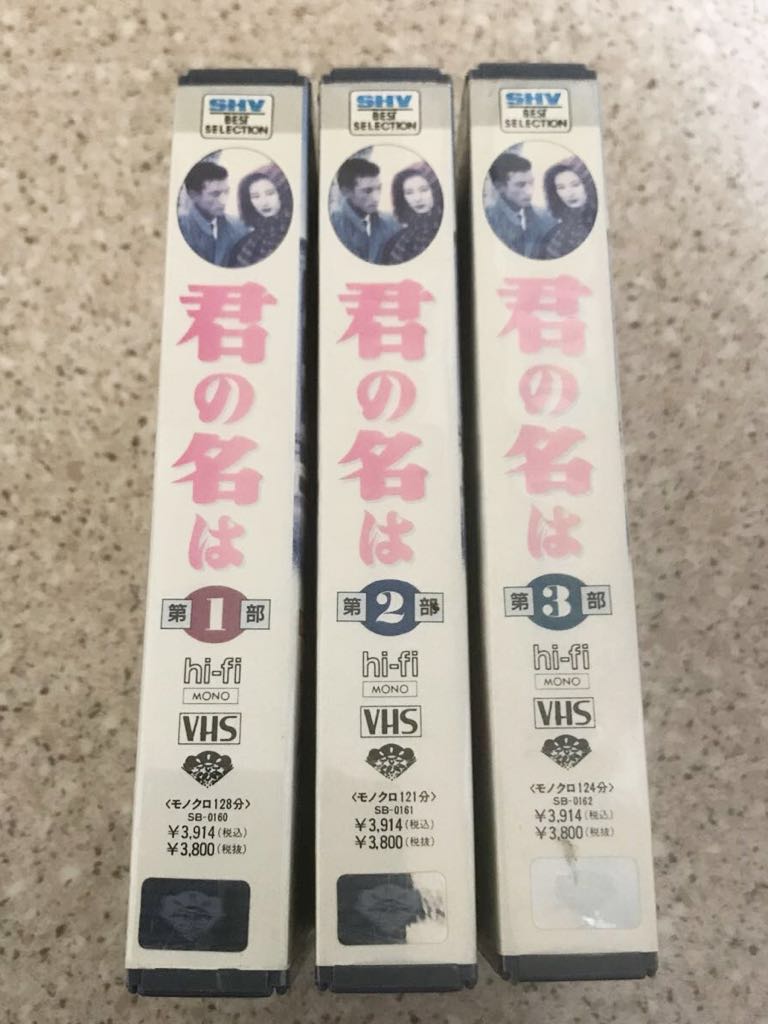 SHV
BEST
SELECTION
君の名は
第1部
hi-fi
MONO
VHS
〈モノクロ128分〉
SB-0160
¥3,914(税込)
¥3,800(税抜)
SHV
BEST
SELECTION
君の名は
第2部
hi-fi
MONO
VHS
〈モノクロ121分〉
SB-0161
¥3,914(税込)
¥3,800(税抜)
SHV
BEST
SELECTION
君の名は
第3部
hi-fi
MONO
VHS
〈モノクロ124分〉
SB-0162
¥3,914(税込)
¥3,800(税抜)